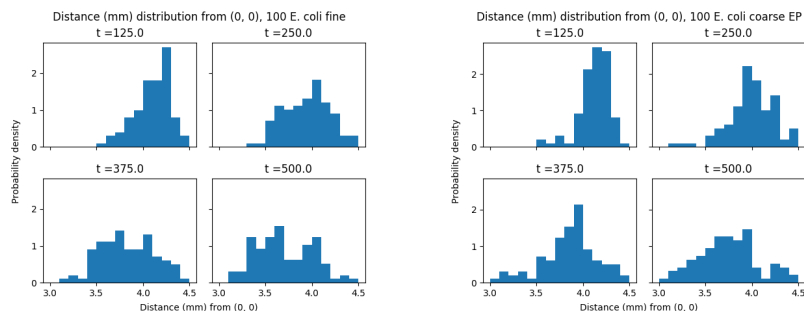 Distance (mm) distribution from (0, 0), 100 E. coli fine
t =125.0 t =250.0
2
1
0
t =375.0 t =500.0
2
1
0
3.0 3.5 4.0 4.5 3.0 3.5 4.0 4.5
Probability density
Distance (mm) from (0, 0)
Distance (mm) distribution from (0, 0), 100 E. coli coarse EP
t =125.0 t =250.0
2
1
0
t =375.0 t =500.0
2
1
0
3.0 3.5 4.0 4.5 3.0 3.5 4.0 4.5
Probability density
Distance (mm) from (0, 0)